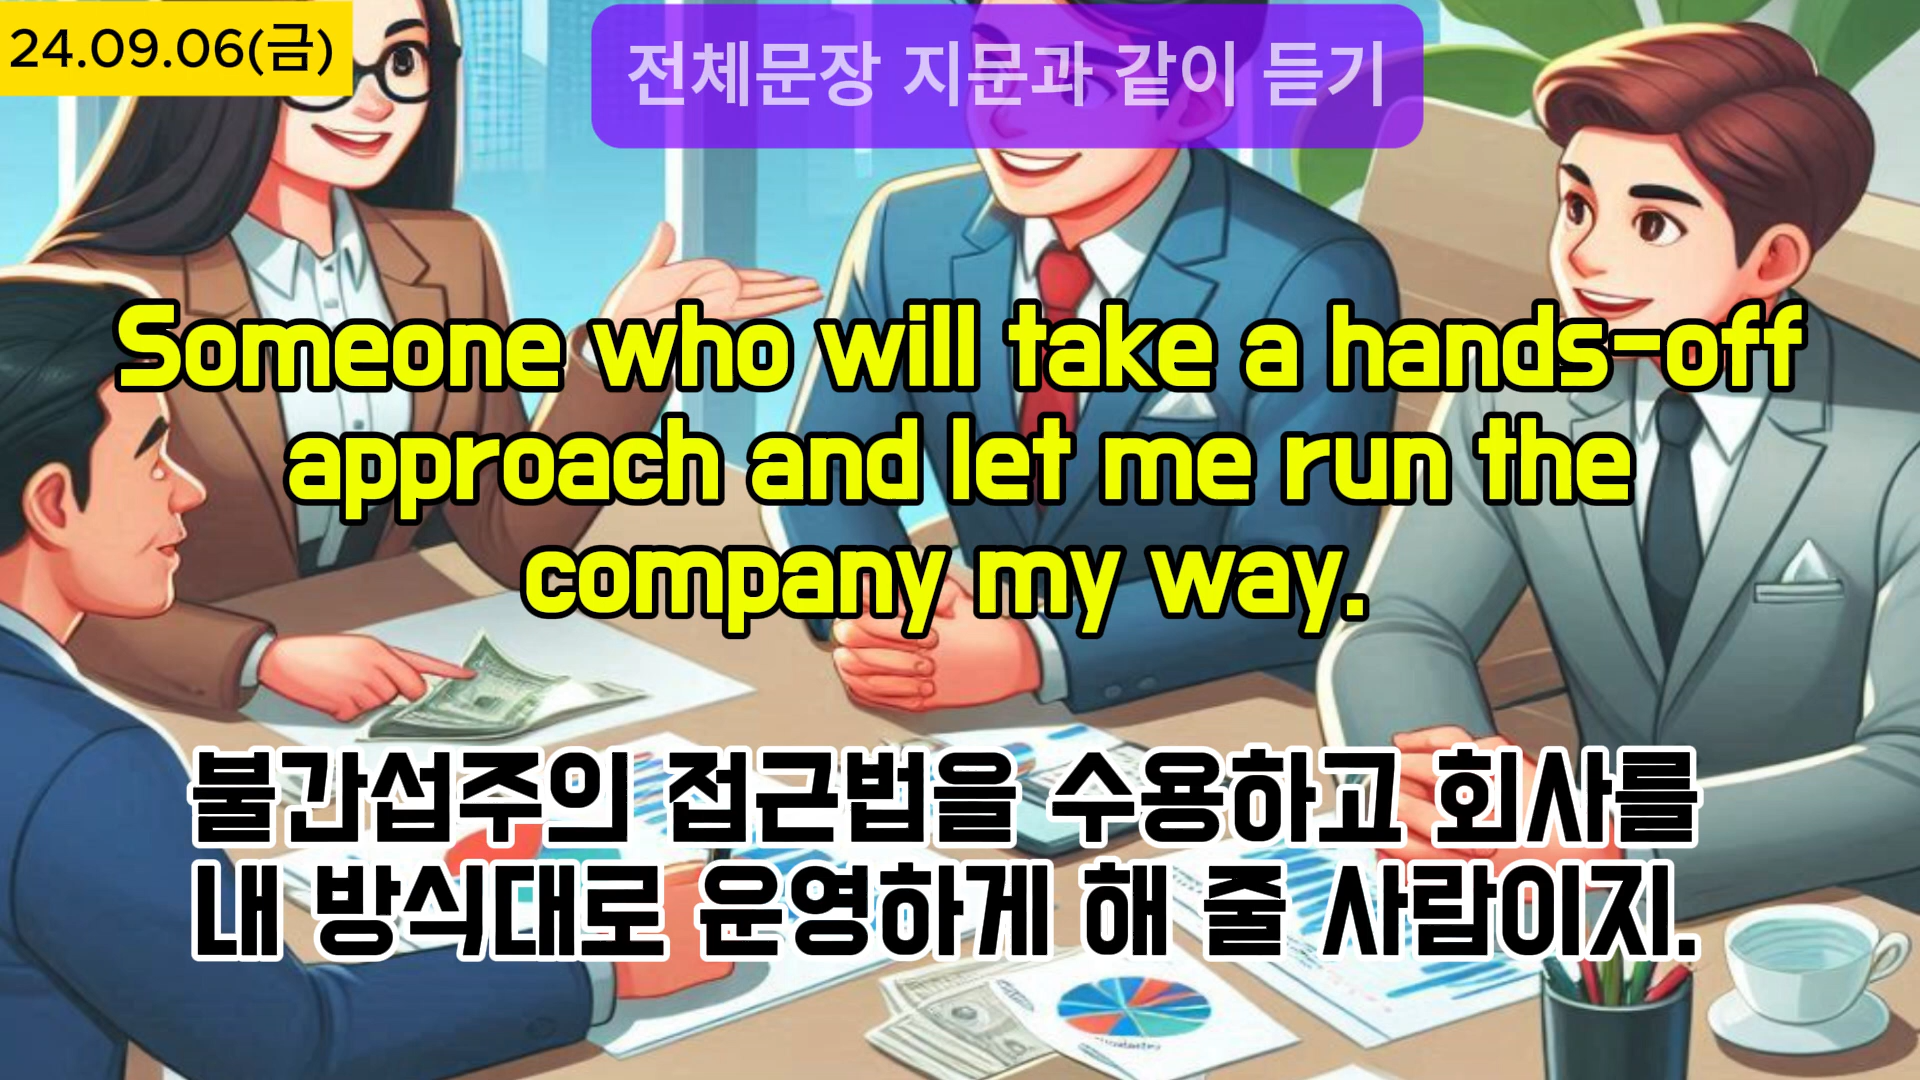 24.09.06(금)
전체문장 지문과 같이 듣기
Someone who will take a hands-off
approach and let me run the
company my way.
불간섭주의 접근법을 수용하고 회사를
내 방식대로 운영하게 해 줄 사람이지.